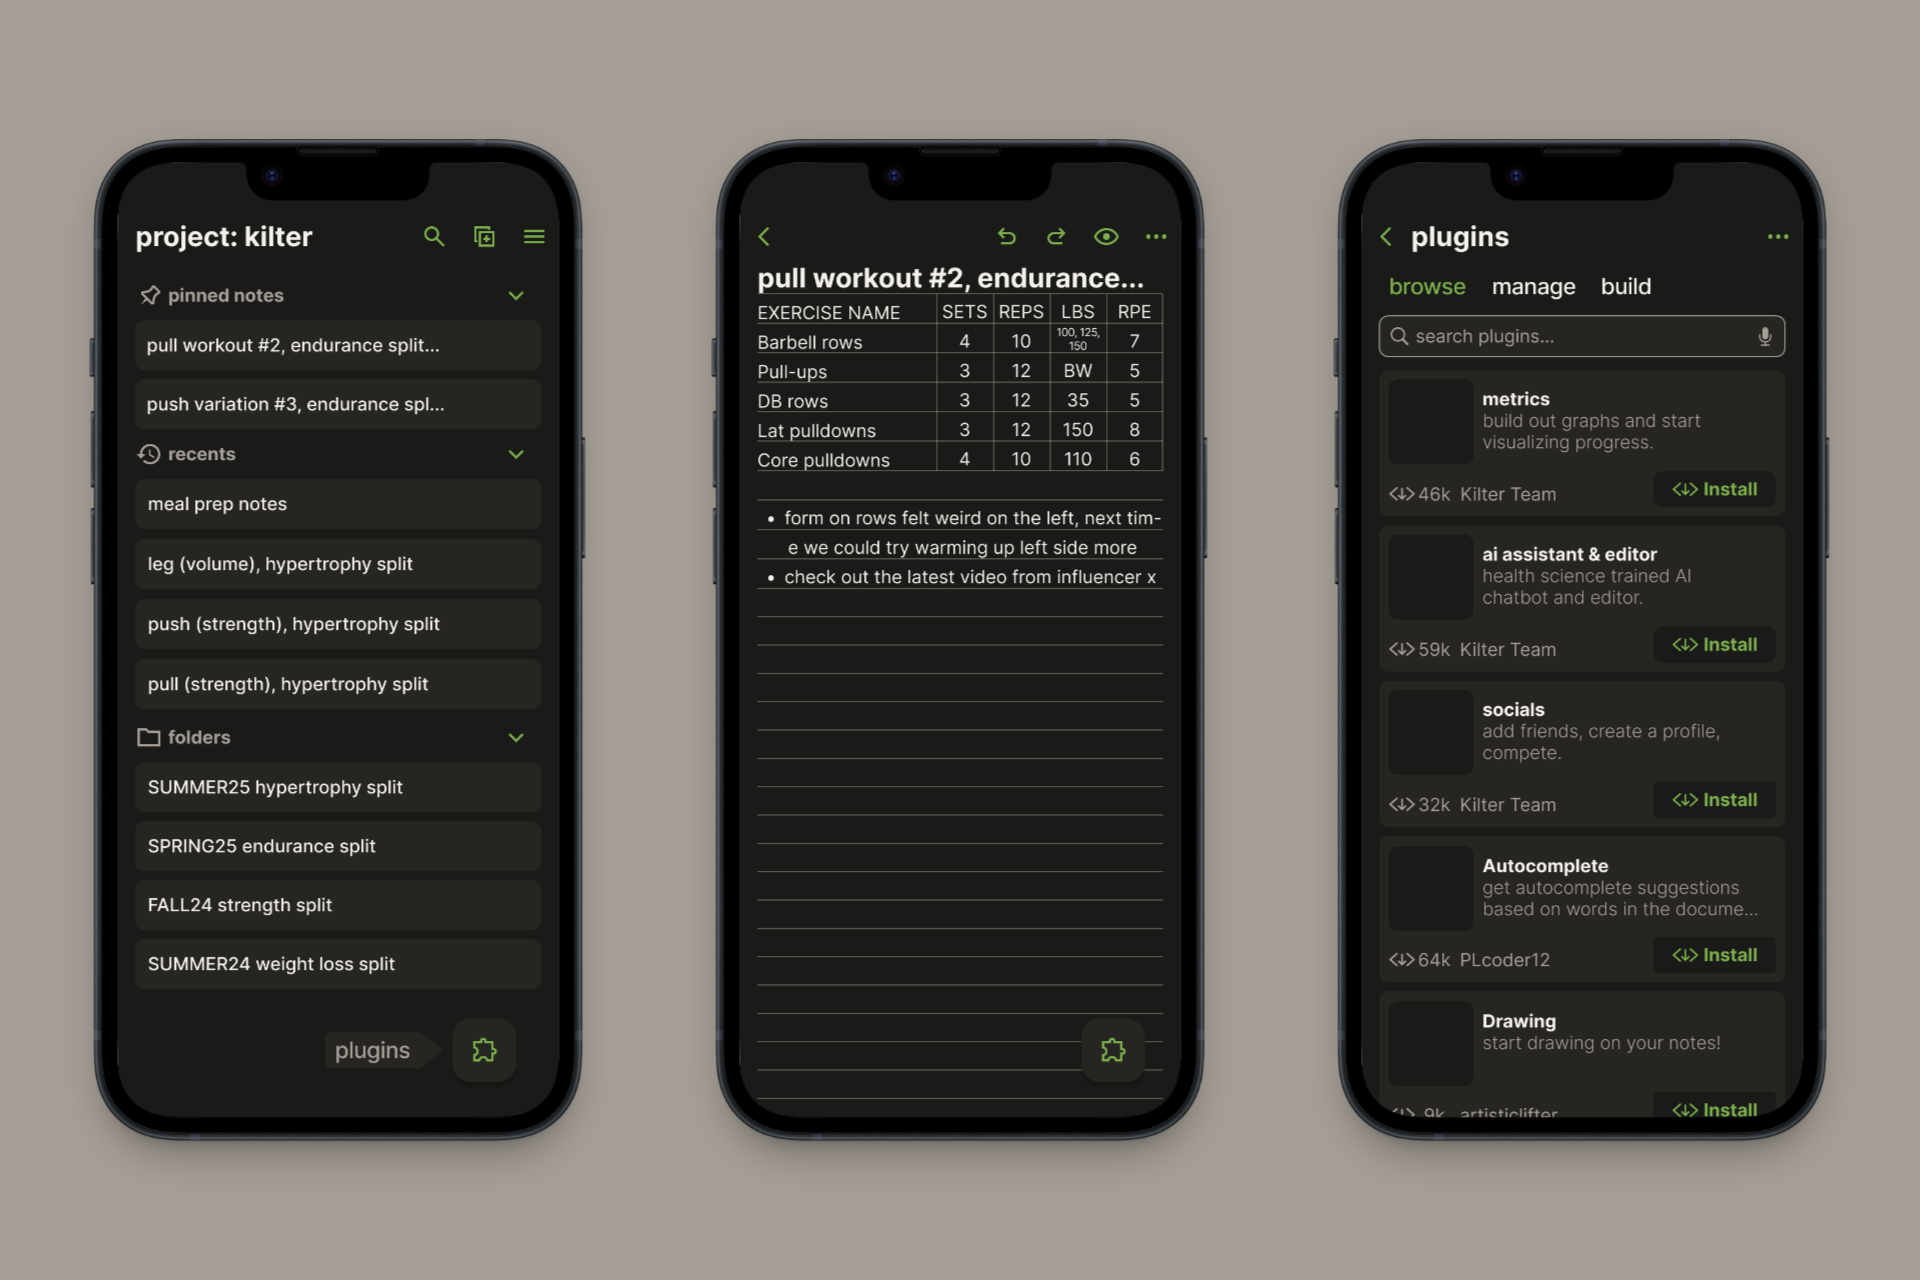 project: kilter
pinned notes
pull workout #2, endurance split...
push variation #3, endurance spl...
recents
meal prep notes
leg (volume), hypertrophy split
push (strength), hypertrophy split
pull (strength), hypertrophy split
folders
SUMMER25 hypertrophy split
SPRING25 endurance split
FALL24 strength split
SUMMER24 weight loss split
plugins
pull workout #2, endurance...
EXERCISE NAME SETS REPS LBS RPE
Barbell rows 4 10 100, 125, 150 7
Pull-ups 3 12 BW 5
DB rows 3 12 35 5
Lat pulldowns 3 12 150 8
Core pulldowns 4 10 110 6
• form on rows felt weird on the left, next tim-
e we could try warming up left side more
• check out the latest video from influencer x
plugins
browse manage build
search plugins...
metrics
build out graphs and start
visualizing progress.
46k Kilter Team Install
ai assistant & editor
health science trained AI
chatbot and editor.
59k Kilter Team Install
socials
add friends, create a profile,
compete.
32k Kilter Team Install
Autocomplete
get autocomplete suggestions
based on words in the docume...
64k PLcoder12 Install
Drawing
start drawing on your notes!
9k artisticlifter Install